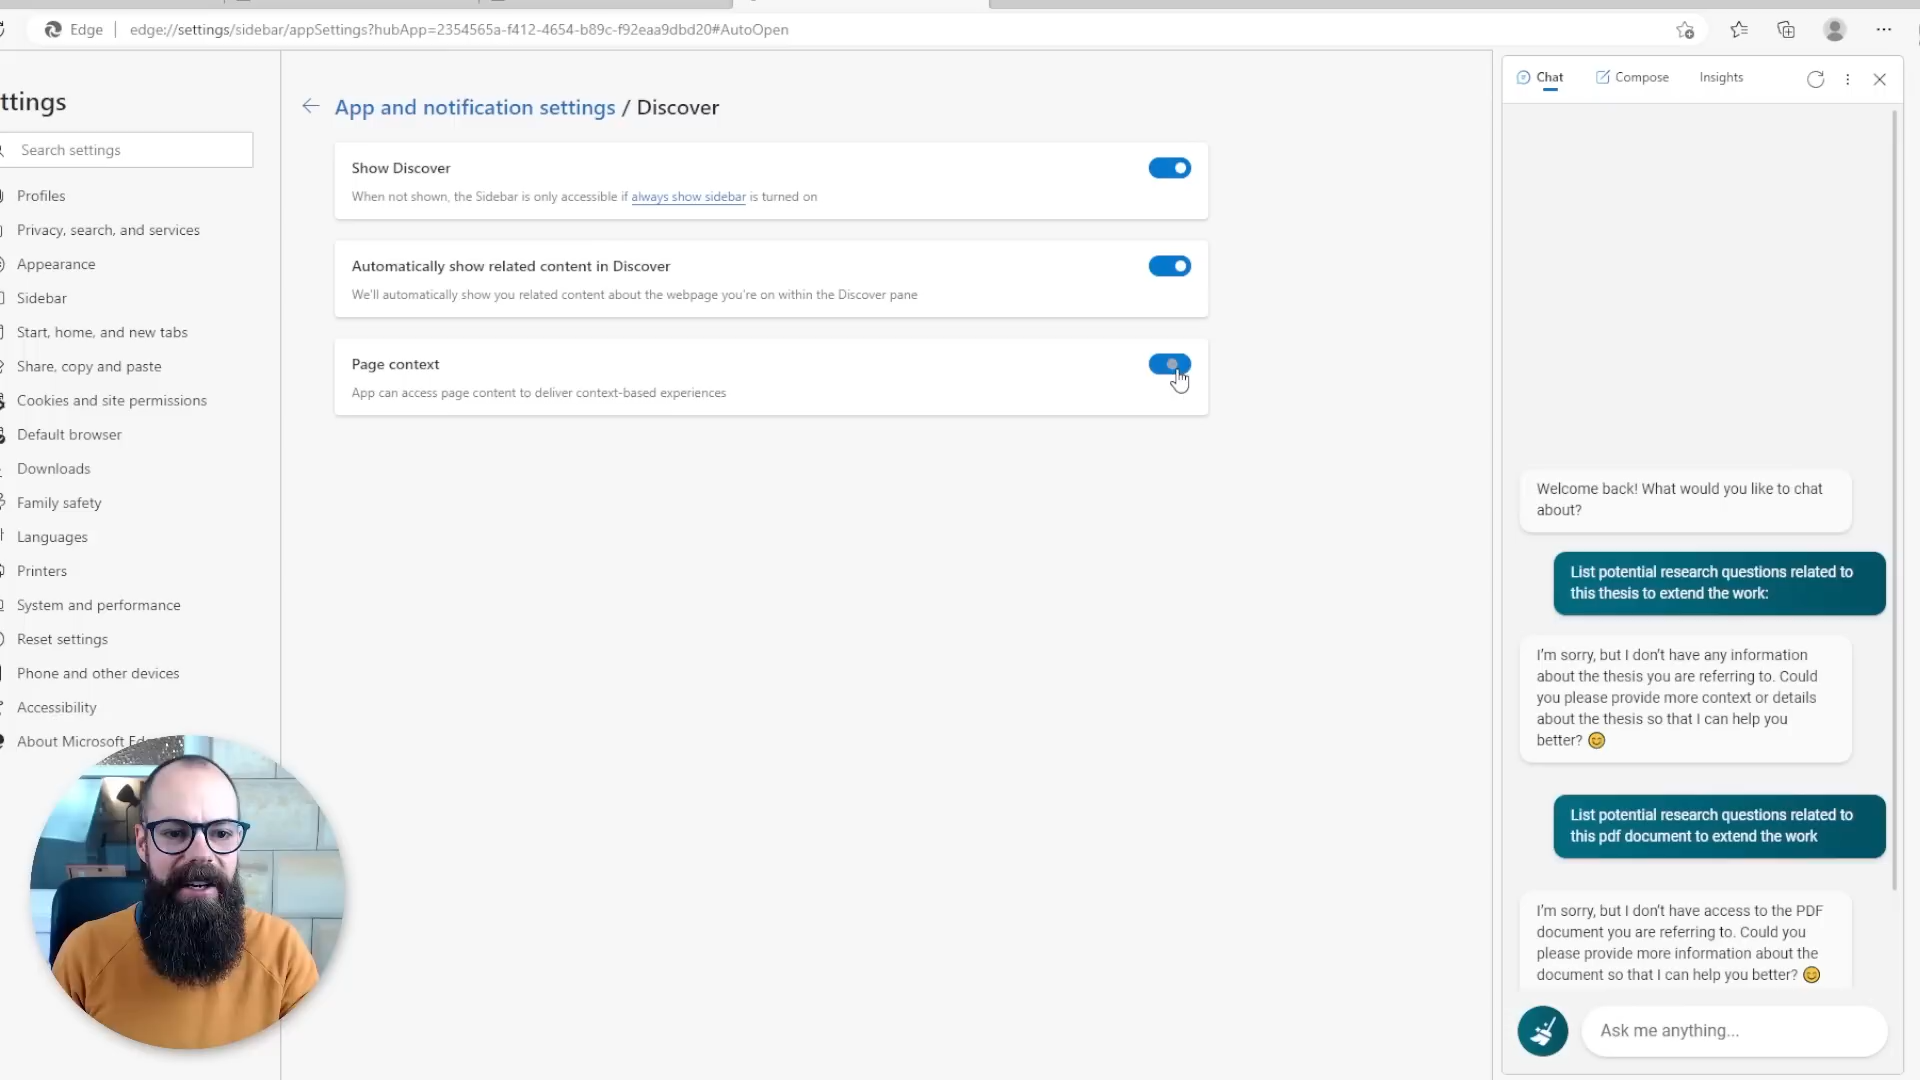 Edge
edge://settings/sidebar/appSettings?hubApp=2354565a-f412-4654-b89c-f92eaa9dbd20#AutoOpen
ttings
Search settings
Profiles
Privacy, search, and services
Appearance
Sidebar
Start, home, and new tabs
Share, copy and paste
Cookies and site permissions
Default browser
Downloads
Family safety
Languages
Printers
System and performance
Reset settings
Phone and other devices
Accessibility
About Microsoft Ed
App and notification settings / Discover
Show Discover
When not shown, the Sidebar is only accessible if always show sidebar is turned on
Automatically show related content in Discover
We'll automatically show you related content about the webpage you're on within the Discover pane
Page context
App can access page content to deliver context-based experiences
Chat
Compose
Insights
Welcome back! What would you like to chat
about?
List potential research questions related to
this thesis to extend the work:
I'm sorry, but I don't have any information
about the thesis you are referring to. Could
you please provide more context or details
about the thesis so that I can help you
better? 😊
List potential research questions related to
this pdf document to extend the work
I'm sorry, but I don't have access to the PDF
document you are referring to. Could you
please provide more information about the
document so that I can help you better? 😊
Ask me anything...